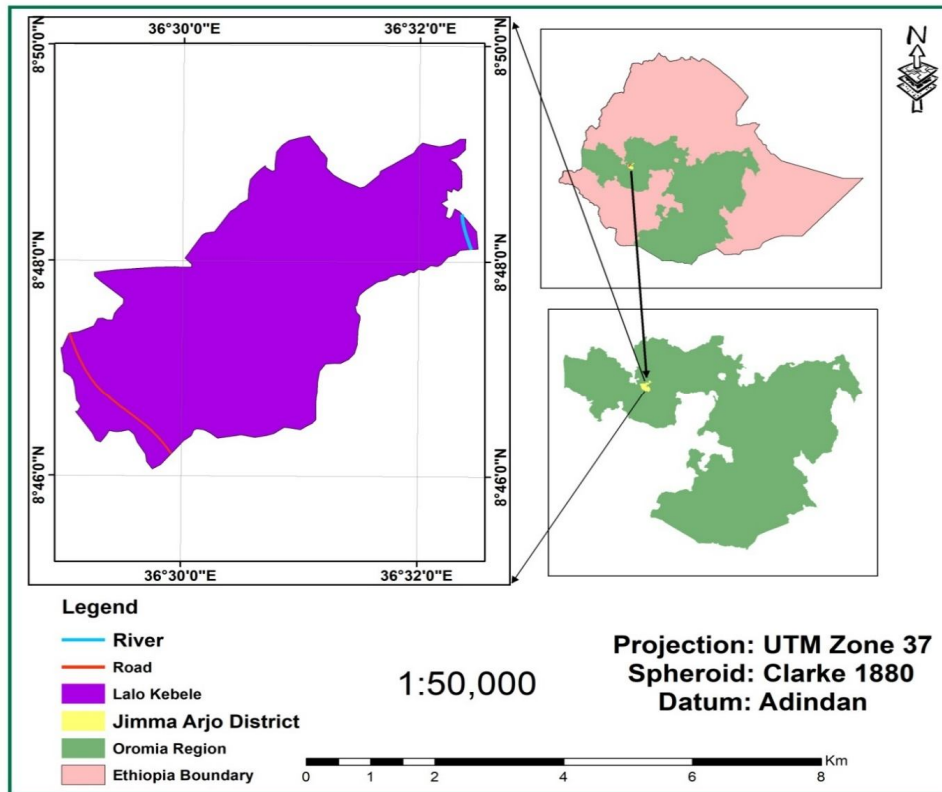 36°30'0"E 36°32'0"E
8°50'0"N 8°50'0"N
8°48'0"N 8°48'0"N
8°46'0"N 8°46'0"N
36°30'0"E 36°32'0"E
N
Legend
River
Road
Lalo Kebele
Jimma Arjo District
Oromia Region
Ethiopia Boundary
1:50,000
Projection: UTM Zone 37
Spheroid: Clarke 1880
Datum: Adindan
Km
0 1 2 4 6 8